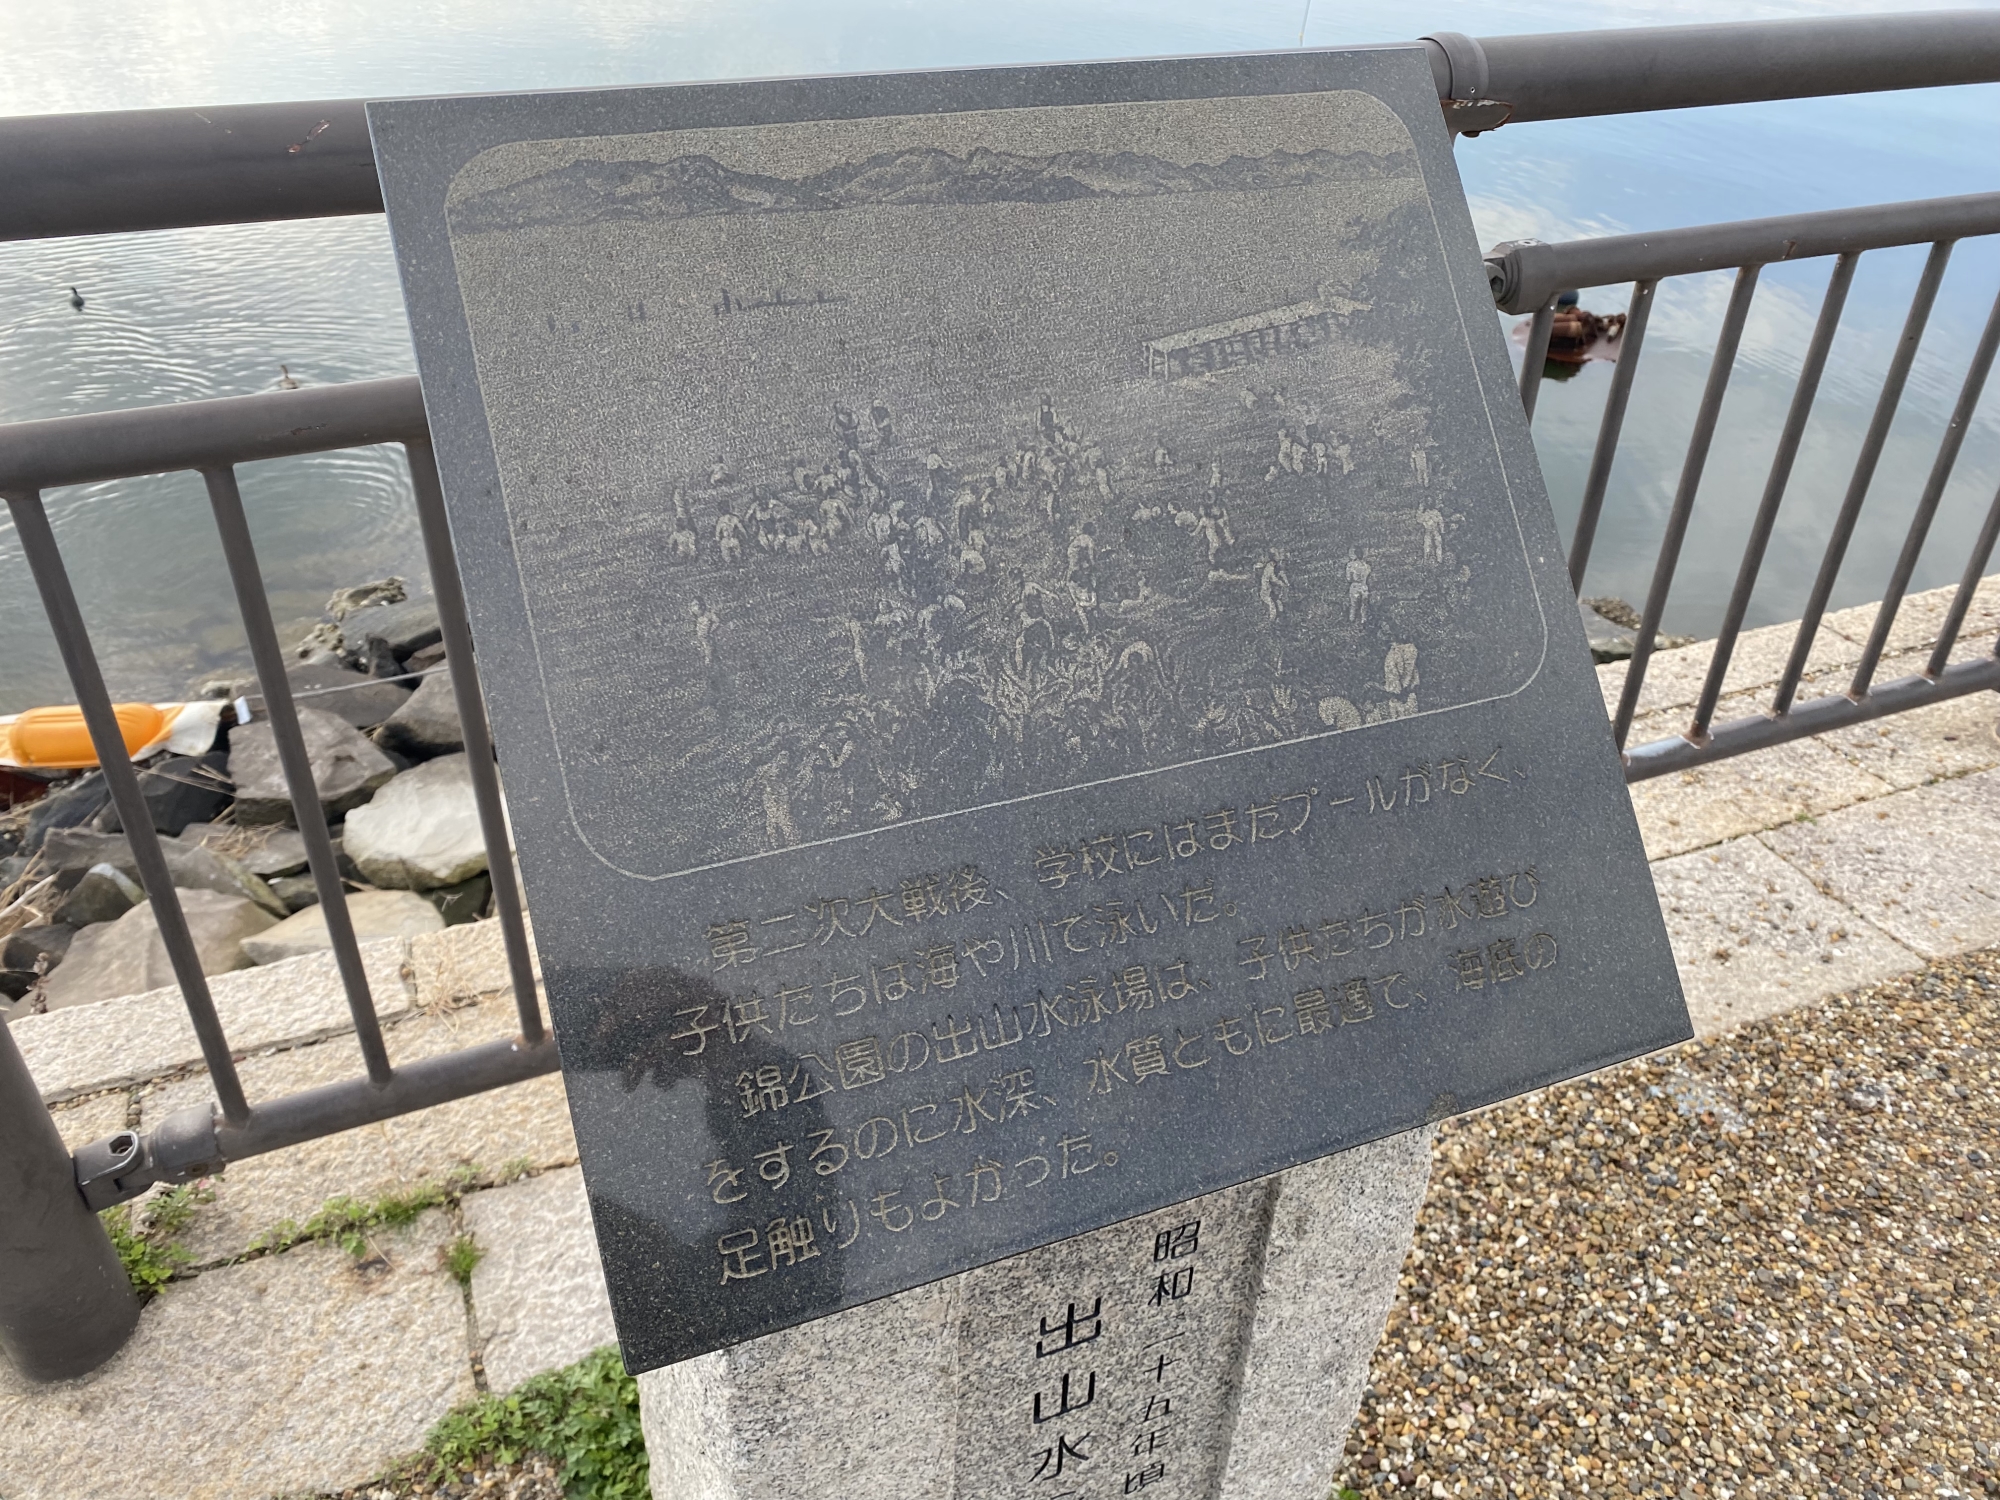 第二次大戦後、学校にはまだプールがなく、
子供たちは海や川で泳いだ。
錦公園の出山水泳場は、子供たちが水遊び
をするのに水深、水質ともに最適で、海底の
足触りもよかった。
昭和二十五年頃
出山水